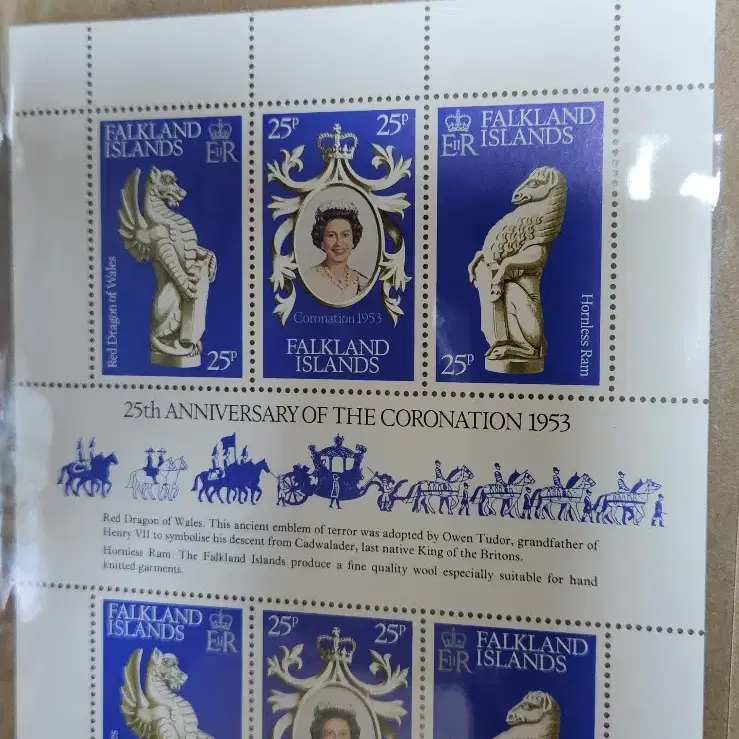 FALKLAND
ISLANDS
EIIR
Red Dragon of Wales
25P
25P 25P
Coronation 1953
FALKLAND
ISLANDS
EIIR
FALKLAND
ISLANDS
Hornless Ram
25P
25th ANNIVERSARY OF THE CORONATION 1953
Red Dragon of Wales. This ancient emblem of terror was adopted by Owen Tudor, grandfather of
Henry VII to symbolise his descent from Cadwalader, last native King of the Britons.
Hornless Ram. The Falkland Islands produce a fine quality wool especially suitable for hand
knitted garments.
FALKLAND
ISLANDS
EIIR
25P 25P
EIIR
FALKLAND
ISLANDS